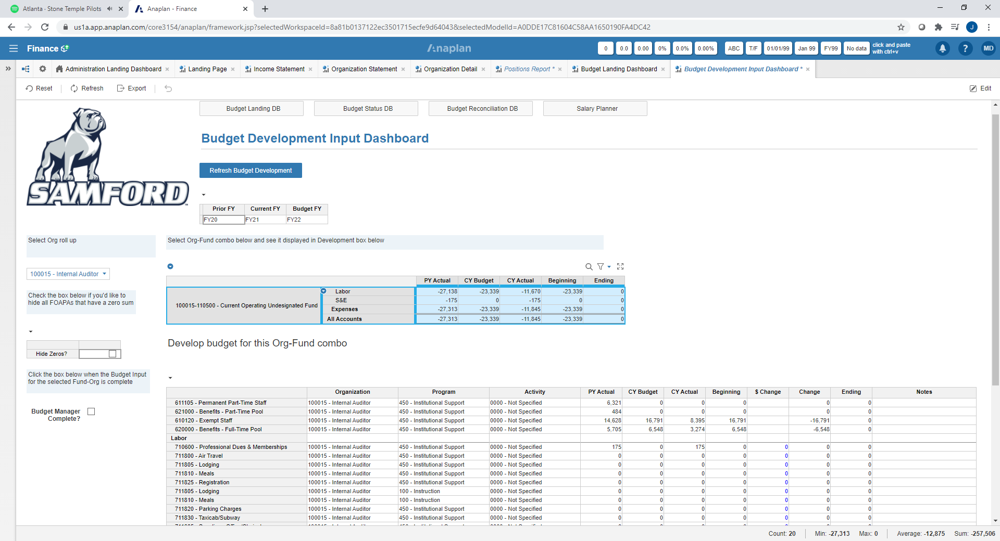 Atlanta · Stone Temple Pilots
Anaplan - Finance
us1a.app.anaplan.com/core3154/anaplan/framework.jsp?selectedWorkspaceId=8a81b0137122ec3501715ecfe9d64043&selectedModelId=A0DDE17C81604C58AA1650190FA4DC42
J
Finance
Anaplan
0 0.0 0.00 0% 0.0% 0.00% ABC T/F 01/01/99 Jan 99 FY99 No data click and paste with ctrl+v ? MD
Administration Landing Dashboard Landing Page Income Statement Organization Statement Organization Detail Positions Report * Budget Landing Dashboard Budget Development Input Dashboard *
Reset Refresh Export Edit
Budget Landing DB Budget Status DB Budget Reconciliation DB Salary Planner
SAMFORD
Budget Development Input Dashboard
Refresh Budget Development
Prior FY Current FY Budget FY
FY20 FY21 FY22
Select Org roll up
Select Org-Fund combo below and see it displayed in Development box below
100015 - Internal Auditor
Check the box below if you'd like to
hide all FOAPAs that have a zero sum
Hide Zeros?
Click the box below when the Budget Input
for the selected Fund-Org is complete
Budget Manager
Complete?
PY Actual CY Budget CY Actual Beginning Ending
100015-110500 - Current Operating Undesignated Fund
Labor -27,138 -23,339 -11,670 -23,339 0
S&E -175 0 -175 0 0
Expenses -27,313 -23,339 -11,845 -23,339 0
All Accounts -27,313 -23,339 -11,845 -23,339 0
Develop budget for this Org-Fund combo
Organization Program Activity PY Actual CY Budget CY Actual Beginning $ Change Change Ending Notes
611105 - Permanent Part-Time Staff 100015 - Internal Auditor 450 - Institutional Support 0000 - Not Specified 6,321 0 0 0 0 0
621000 - Benefits - Part-Time Pool 100015 - Internal Auditor 450 - Institutional Support 0000 - Not Specified 484 0 0 0 0 0
610120 - Exempt Staff 100015 - Internal Auditor 450 - Institutional Support 0000 - Not Specified 14,628 16,791 8,395 16,791 -16,791 0
620000 - Benefits - Full-Time Pool 100015 - Internal Auditor 450 - Institutional Support 0000 - Not Specified 5,705 6,548 3,274 6,548 -6,548 0
Labor
710600 - Professional Dues & Memberships 100015 - Internal Auditor 450 - Institutional Support 0000 - Not Specified 175 0 175 0 0 0 0
711800 - Air Travel 100015 - Internal Auditor 450 - Institutional Support 0000 - Not Specified 0 0 0 0 0 0 0
711805 - Lodging 100015 - Internal Auditor 450 - Institutional Support 0000 - Not Specified 0 0 0 0 0 0 0
711810 - Meals 100015 - Internal Auditor 450 - Institutional Support 0000 - Not Specified 0 0 0 0 0 0 0
711825 - Registration 100015 - Internal Auditor 450 - Institutional Support 0000 - Not Specified 0 0 0 0 0 0 0
711805 - Lodging 100015 - Internal Auditor 100 - Instruction 0000 - Not Specified 0 0 0 0 0 0 0
711810 - Meals 100015 - Internal Auditor 100 - Instruction 0000 - Not Specified 0 0 0 0 0 0 0
711820 - Parking Charges 100015 - Internal Auditor 450 - Institutional Support 0000 - Not Specified 0 0 0 0 0 0 0
711830 - Taxicab/Subway 100015 - Internal Auditor 450 - Institutional Support 0000 - Not Specified 0 0 0 0 0 0 0
Count: 20 Min: -27,313 Max: 0 Average: -12,875 Sum: -257,506